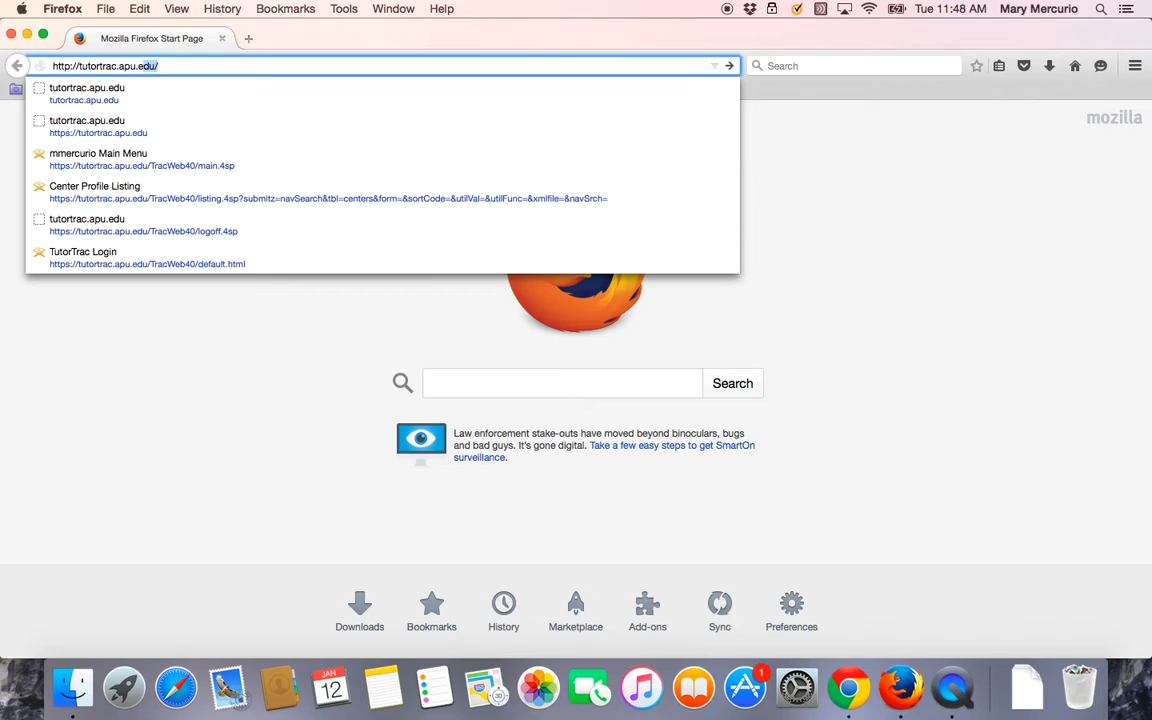 Firefox File Edit View History Bookmarks Tools Window Help Tue 11:48 AM Mary Mercurio
Mozilla Firefox Start Page
http://tutortrac.apu.edu/
Search
tutortrac.apu.edu
tutortrac.apu.edu
tutortrac.apu.edu
https://tutortrac.apu.edu
mmercurio Main Menu
https://tutortrac.apu.edu/TracWeb40/main.4sp
Center Profile Listing
https://tutortrac.apu.edu/TracWeb40/listing.4sp?submitz=navSearch&tbl=centers&form=&sortCode=&utilVal=&utilFunc=&xmlfile=&navSrch=
tutortrac.apu.edu
https://tutortrac.apu.edu/TracWeb40/logoff.4sp
TutorTrac Login
https://tutortrac.apu.edu/TracWeb40/default.html
mozilla
Search
Law enforcement stake-outs have moved beyond binoculars, bugs
and bad guys. It's gone digital. Take a few easy steps to get SmartOn
surveillance.
Downloads Bookmarks History Marketplace Add-ons Sync Preferences
JAN
12
3D
1